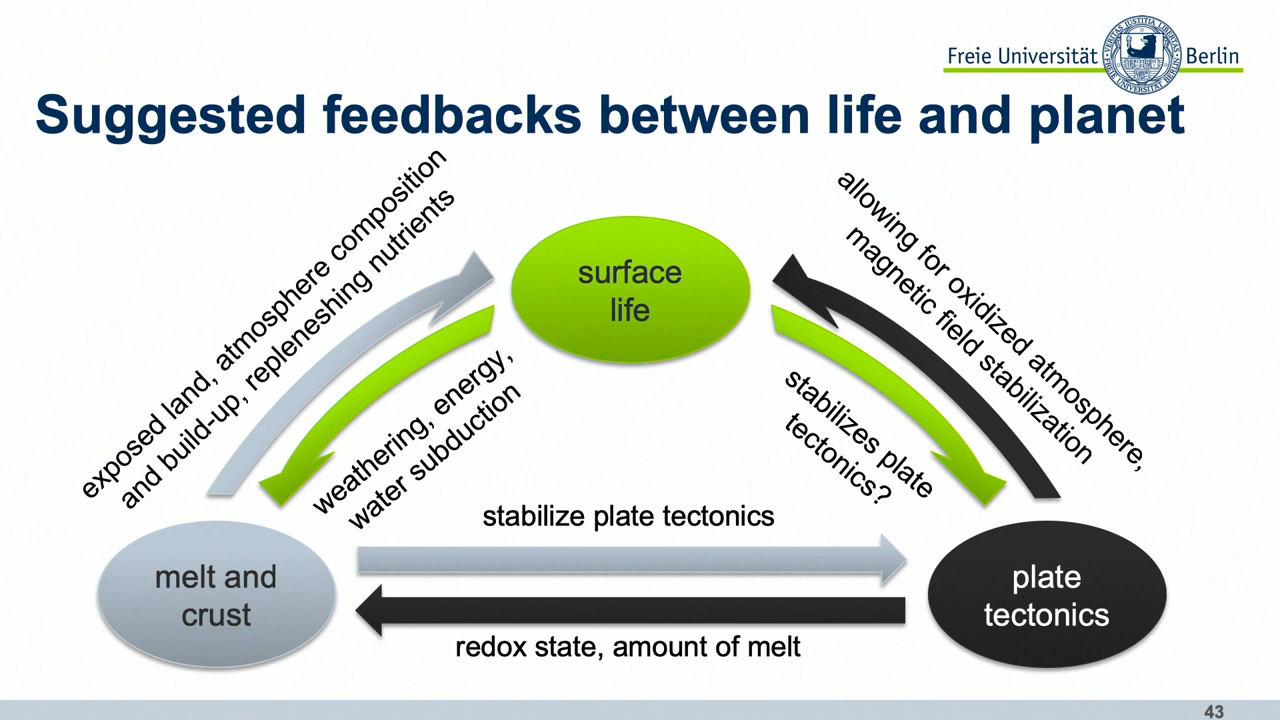 Freie Universität Berlin
Suggested feedbacks between life and planet
exposed land, atmosphere composition
and build-up, replenishing nutrients
surface
life
allowing for oxidized atmosphere,
magnetic field stabilization
weathering, energy,
water subduction
stabilizes plate
tectonics?
stabilize plate tectonics
melt and
crust
plate
tectonics
redox state, amount of melt
43